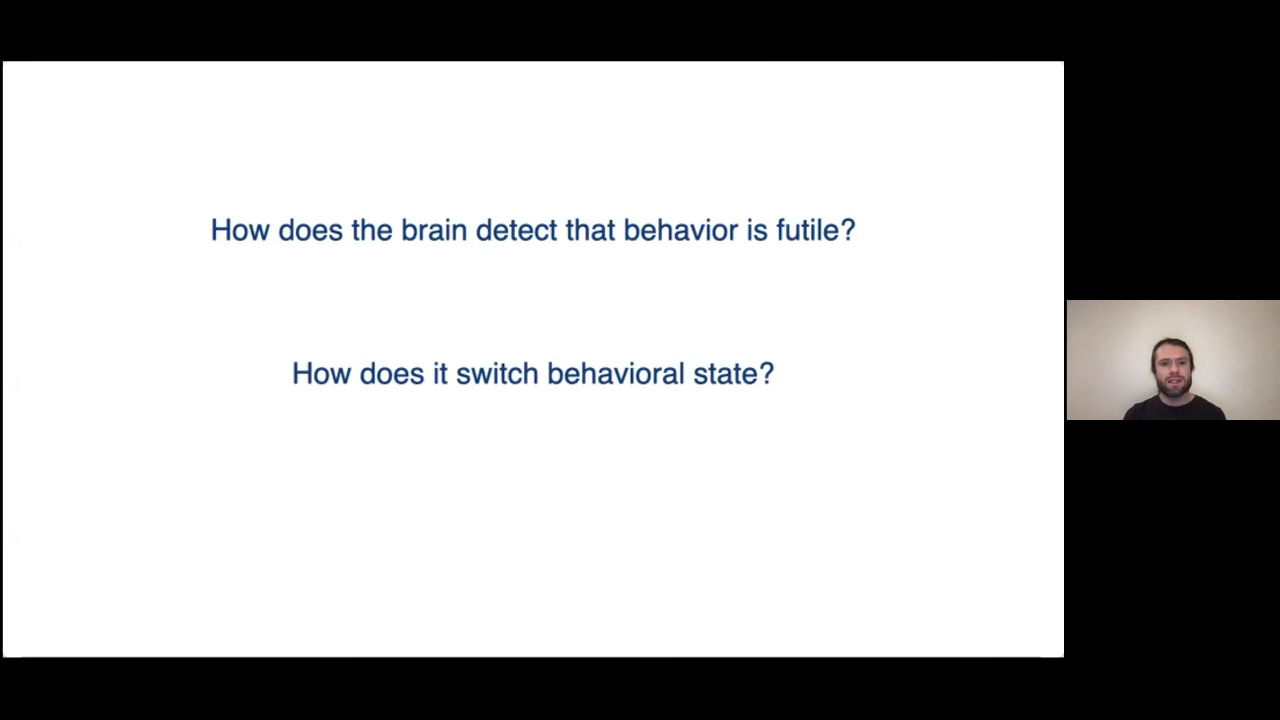 How does the brain detect that behavior is futile?
How does it switch behavioral state?